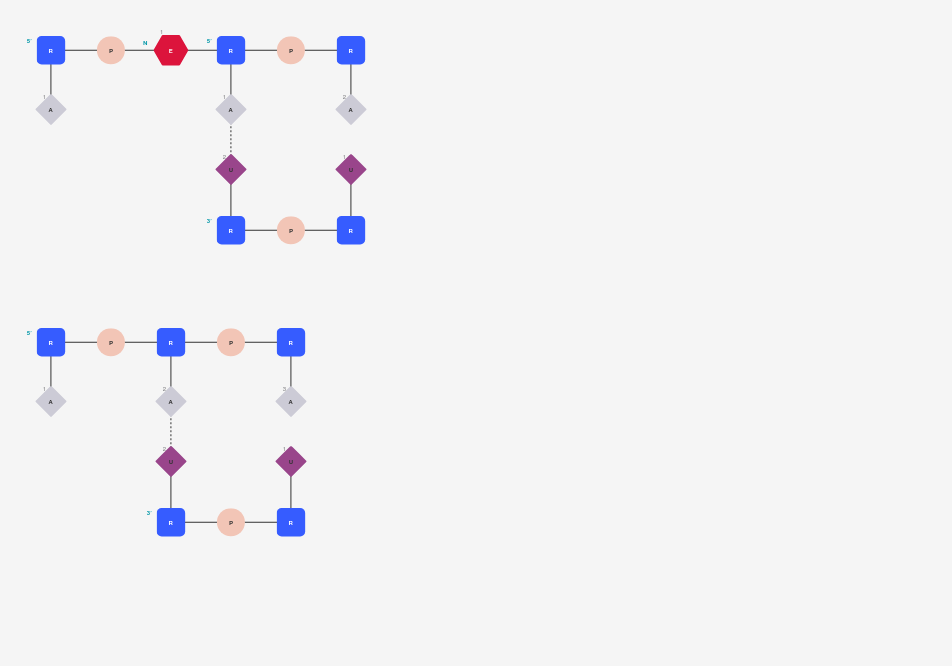 1
5' R P N E 5' R P R
1 1 2
A A A
2 1
U U
3' R P R
5' R P R P R
1 2 3
A A A
2 1
U U
3' R P R